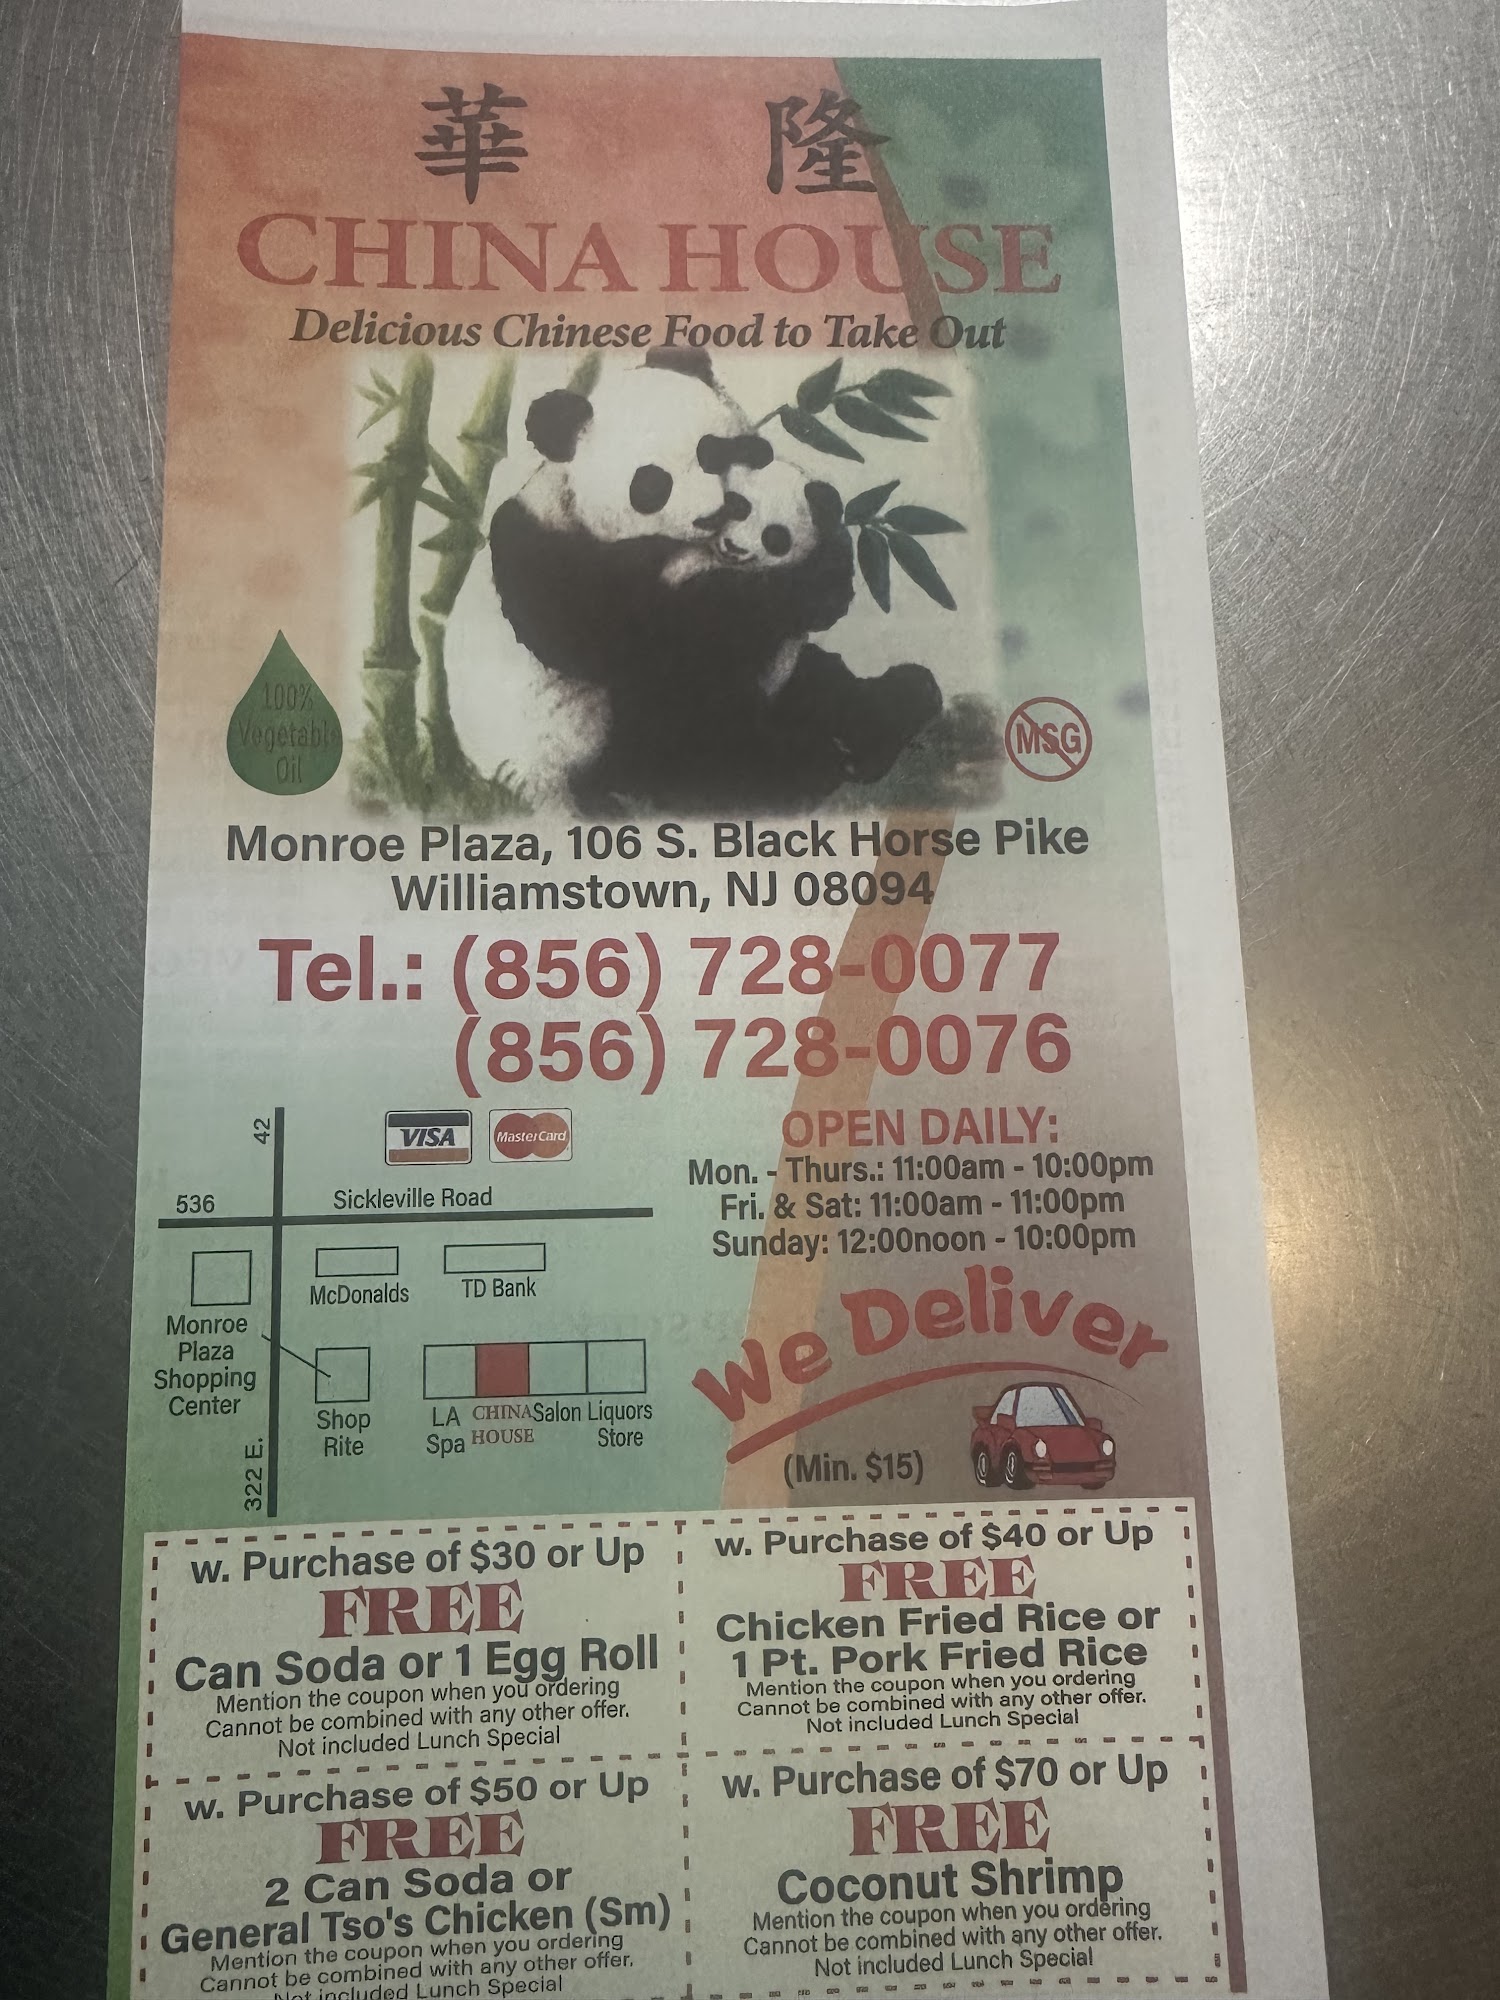 華 隆
CHINA HOUSE
Delicious Chinese Food to Take Out
100%
Vegetable
Oil
MSG
Monroe Plaza, 106 S. Black Horse Pike
Williamstown, NJ 08094
Tel.: (856) 728-0077
(856) 728-0076
42
VISA
MasterCard
536
Sickleville Road
McDonalds
TD Bank
Monroe
Plaza
Shopping
Center
Shop
Rite
LA
Spa
CHINA
HOUSE
Salon
Liquors
Store
322 E.
OPEN DAILY:
Mon. - Thurs.: 11:00am - 10:00pm
Fri. & Sat: 11:00am - 11:00pm
Sunday: 12:00noon - 10:00pm
We Deliver
(Min. $15)
w. Purchase of $30 or Up
FREE
Can Soda or 1 Egg Roll
Mention the coupon when you ordering
Cannot be combined with any other offer.
Not included Lunch Special
w. Purchase of $40 or Up
FREE
Chicken Fried Rice or
1 Pt. Pork Fried Rice
Mention the coupon when you ordering
Cannot be combined with any other offer.
Not included Lunch Special
w. Purchase of $50 or Up
FREE
2 Can Soda or
General Tso's Chicken (Sm)
Mention the coupon when you ordering
Cannot be combined with any other offer.
Not included Lunch Special
w. Purchase of $70 or Up
FREE
Coconut Shrimp
Mention the coupon when you ordering
Cannot be combined with any other offer.
Not included Lunch Special